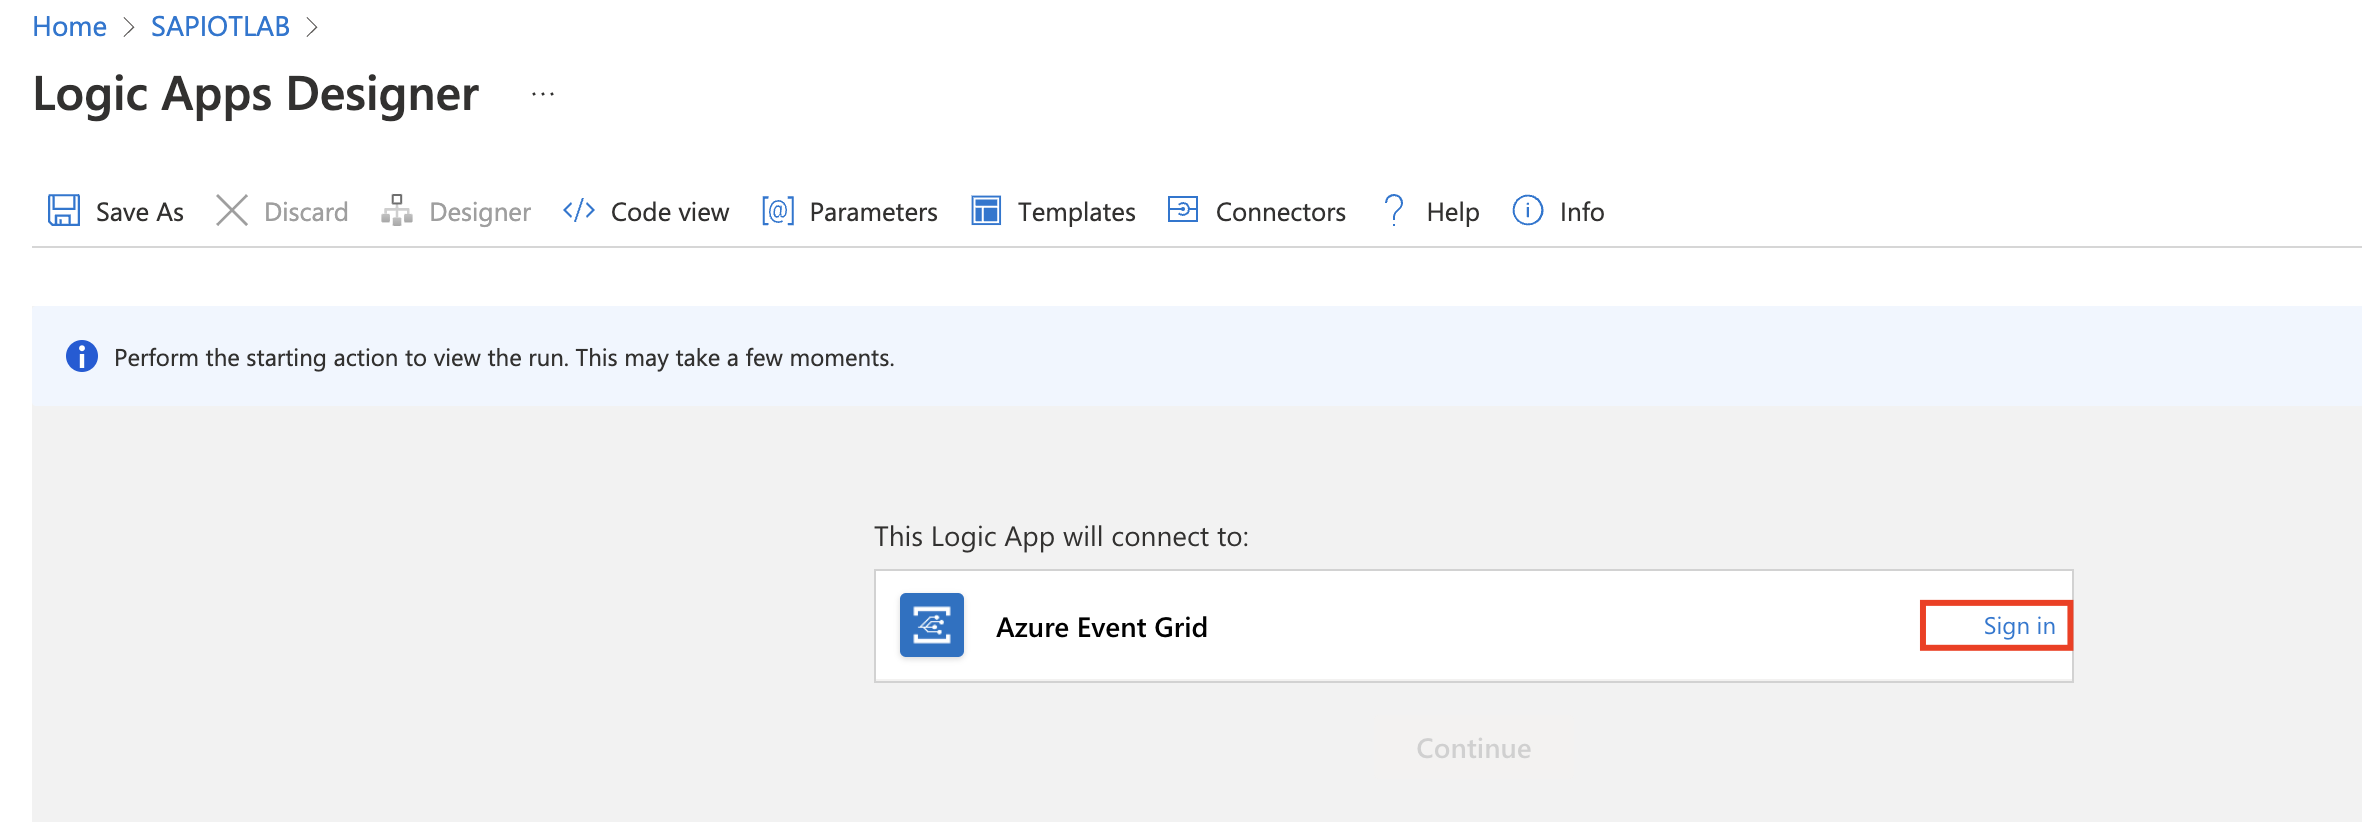 Home > SAPIOTLAB >
Logic Apps Designer ...
Save As Discard Designer </> Code view [@] Parameters Templates Connectors ? Help Info
Perform the starting action to view the run. This may take a few moments.
This Logic App will connect to:
Azure Event Grid Sign in
Continue